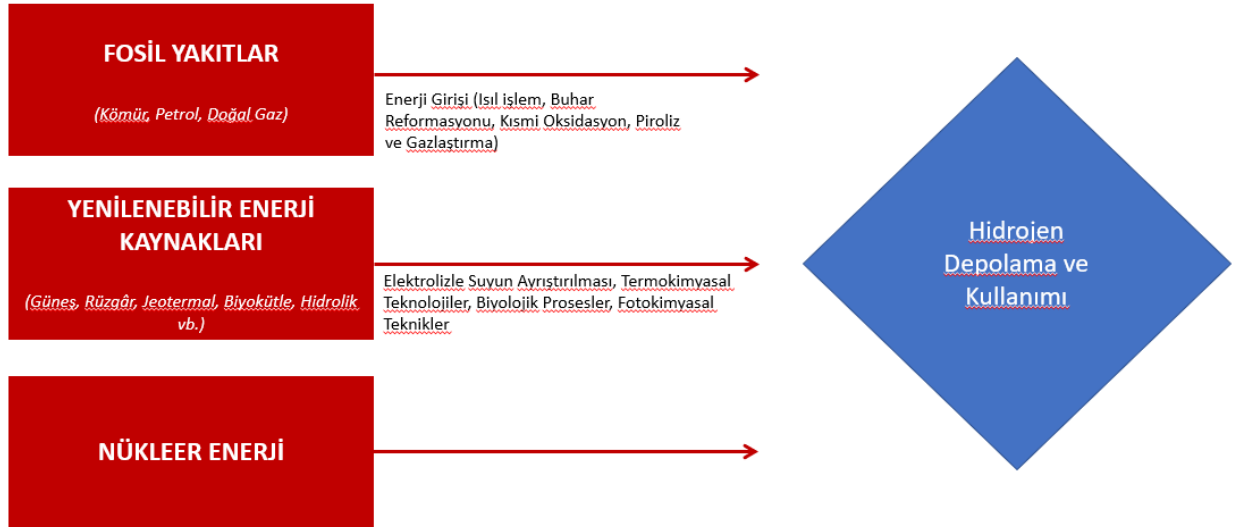 FOSİL YAKITLAR
(Kömür, Petrol, Doğal Gaz)
Enerji Girişi (Isıl işlem, Buhar
Reformasyonu, Kısmi Oksidasyon, Piroliz
ve Gazlaştırma)
YENİLENEBİLİR ENERJİ
KAYNAKLARI
(Güneş, Rüzgâr, Jeotermal, Biyokütle, Hidrolik
vb.)
Elektrolizle Suyun Ayrıştırılması, Termokimyasal
Teknolojiler, Biyolojik Prosesler, Fotokimyasal
Teknikler
NÜKLEER ENERJİ
Hidrojen
Depolama ve
Kullanımı